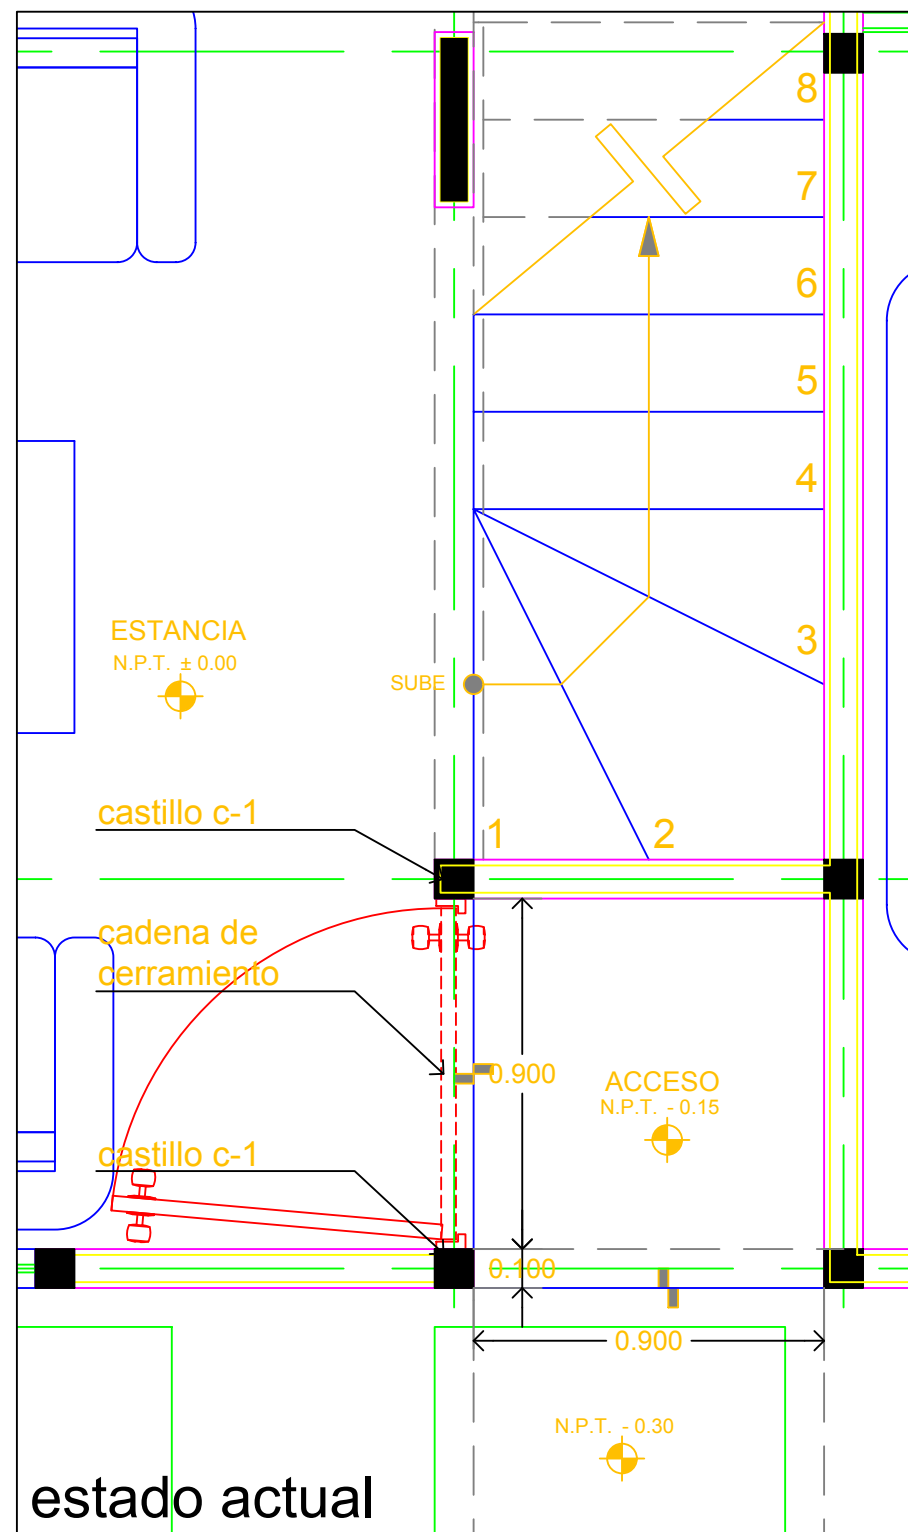 8
7
6
5
4
3
ESTANCIA
N.P.T. ± 0.00
SUBE
castillo c-1
1
2
cadena de
cerramiento
0.900
ACCESO
N.P.T. - 0.15
castillo c-1
0.100
0.900
N.P.T. - 0.30
estado actual